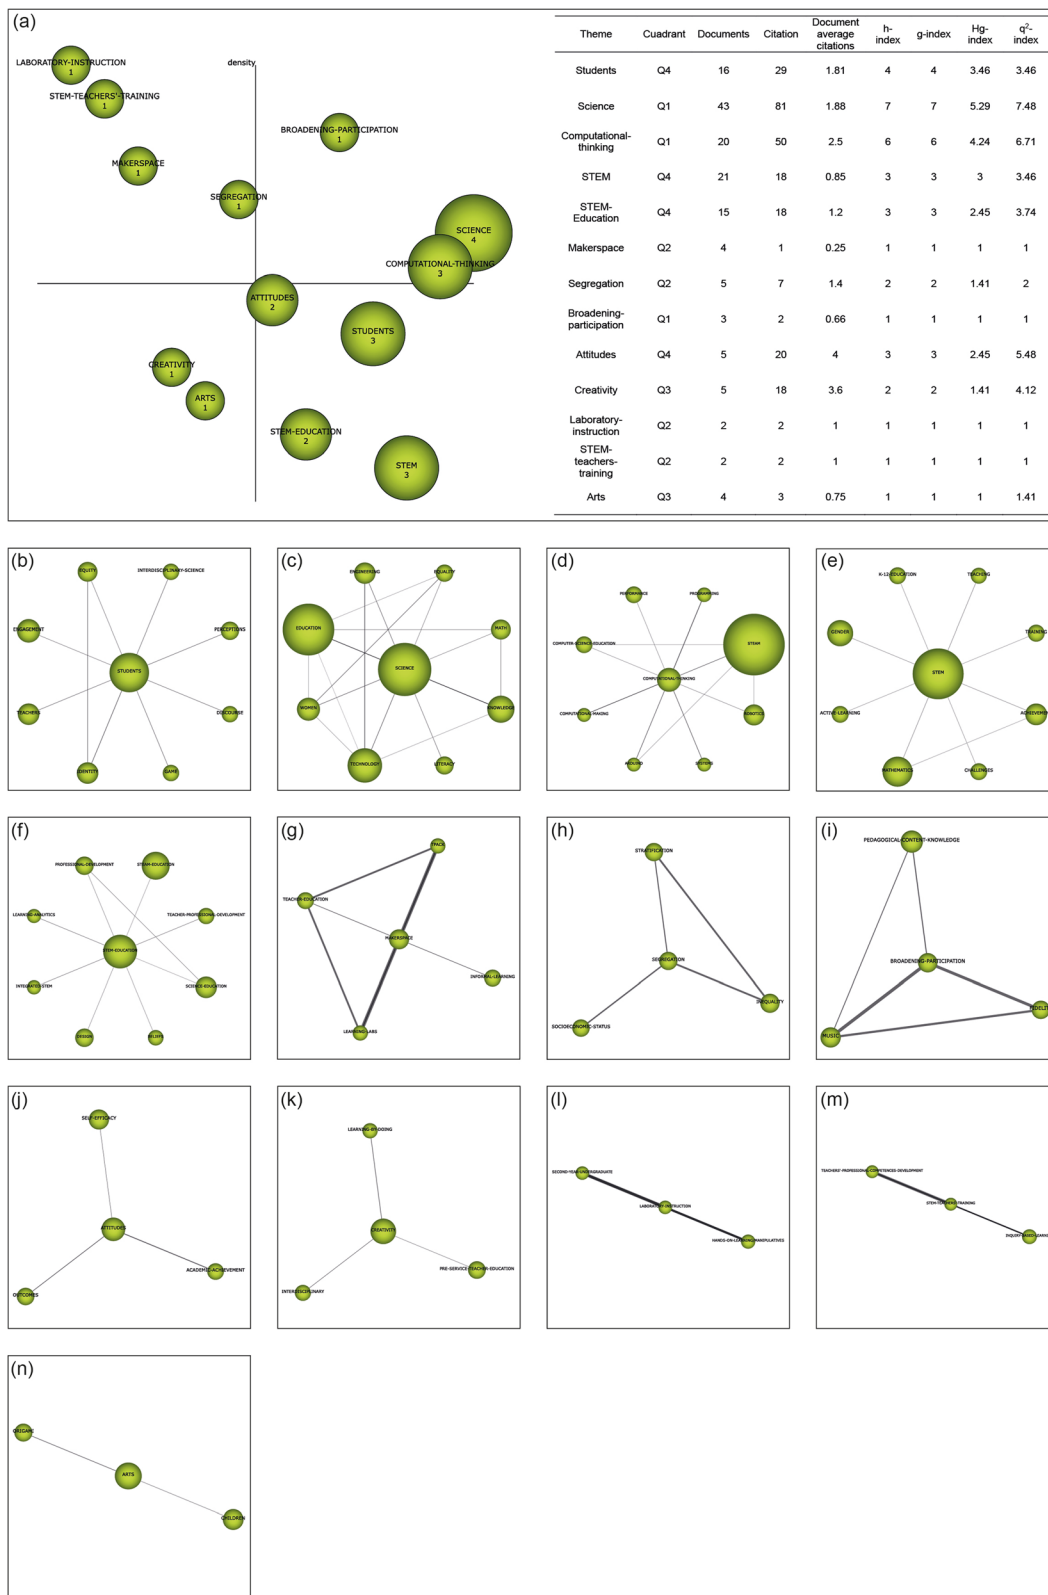 (a)
LABORATORY-INSTRUCTION
1
STEM-TEACHERS'-TRAINING
1
density
BROADENING-PARTICIPATION
1
MAKERSPACE
1
SEGREGATION
1
SCIENCE
4
COMPUTATIONAL-THINKING
3
ATTITUDES
2
STUDENTS
3
CREATIVITY
1
ARTS
1
STEM-EDUCATION
2
STEM
3
Theme Cuadrant Documents Citation Document average citations h-index g-index Hg-index q²-index
Students Q4 16 29 1.81 4 4 3.46 3.46
Science Q1 43 81 1.88 7 7 5.29 7.48
Computational-thinking Q1 20 50 2.5 6 6 4.24 6.71
STEM Q4 21 18 0.85 3 3 3 3.46
STEM-Education Q4 15 18 1.2 3 3 2.45 3.74
Makerspace Q2 4 1 0.25 1 1 1 1
Segregation Q2 5 7 1.4 2 2 1.41 2
Broadening-participation Q1 3 2 0.66 1 1 1 1
Attitudes Q4 5 20 4 3 3 2.45 5.48
Creativity Q3 5 18 3.6 2 2 1.41 4.12
Laboratory-instruction Q2 2 2 1 1 1 1 1
STEM-teachers-training Q2 2 2 1 1 1 1 1
Arts Q3 4 3 0.75 1 1 1 1.41
(b)
EQUITY
INTERDISCIPLINARY-SCIENCE
ENGAGEMENT
PERCEPTIONS
STUDENTS
TEACHERS
DISCOURSE
IDENTITY
GAME
(c)
ENGINEERING
EQUALITY
EDUCATION
MATH
SCIENCE
WOMEN
KNOWLEDGE
TECHNOLOGY
LITERACY
(d)
PERFORMANCE
PROGRAMMING
COMPUTER-SCIENCE-EDUCATION
STEAM
COMPUTATIONAL-THINKING
COMPUTATIONAL-MAKING
ROBOTICS
ARDUINO
SYSTEMS
(e)
K-12-EDUCATION
TEACHING
GENDER
TRAINING
STEM
ACTIVE-LEARNING
ACHIEVEMENT
MATHEMATICS
CHALLENGES
(f)
PROFESSIONAL-DEVELOPMENT
STEAM-EDUCATION
LEARNING-ANALYTICS
TEACHER-PROFESSIONAL-DEVELOPMENT
STEM-EDUCATION
INTEGRATED-STEM
SCIENCE-EDUCATION
DESIGN
BELIEFS
(g)
TPACK
TEACHER-EDUCATION
MAKERSPACE
INFORMAL-LEARNING
LEARNING-LABS
(h)
STRATIFICATION
SEGREGATION
INEQUALITY
SOCIOECONOMIC-STATUS
(i)
PEDAGOGICAL-CONTENT-KNOWLEDGE
BROADENING-PARTICIPATION
FIDELIT
MUSIC
(j)
SELF-EFFICACY
ATTITUDES
ACADEMIC-ACHIEVEMENT
OUTCOMES
(k)
LEARNING-BY-DOING
CREATIVITY
PRE-SERVICE-TEACHER-EDUCATION
INTERDISCIPLINARY
(l)
SECOND-YEAR-UNDERGRADUATE
LABORATORY-INSTRUCTION
HANDS-ON-LEARNING/MANIPULATIVES
(m)
TEACHERS'-PROFESSIONAL-COMPETENCES-DEVELOPMENT
STEM-TEACHERS'-TRAINING
INQUIRY-BASED-LEARNI
(n)
ORIGAMI
ARTS
CHILDREN